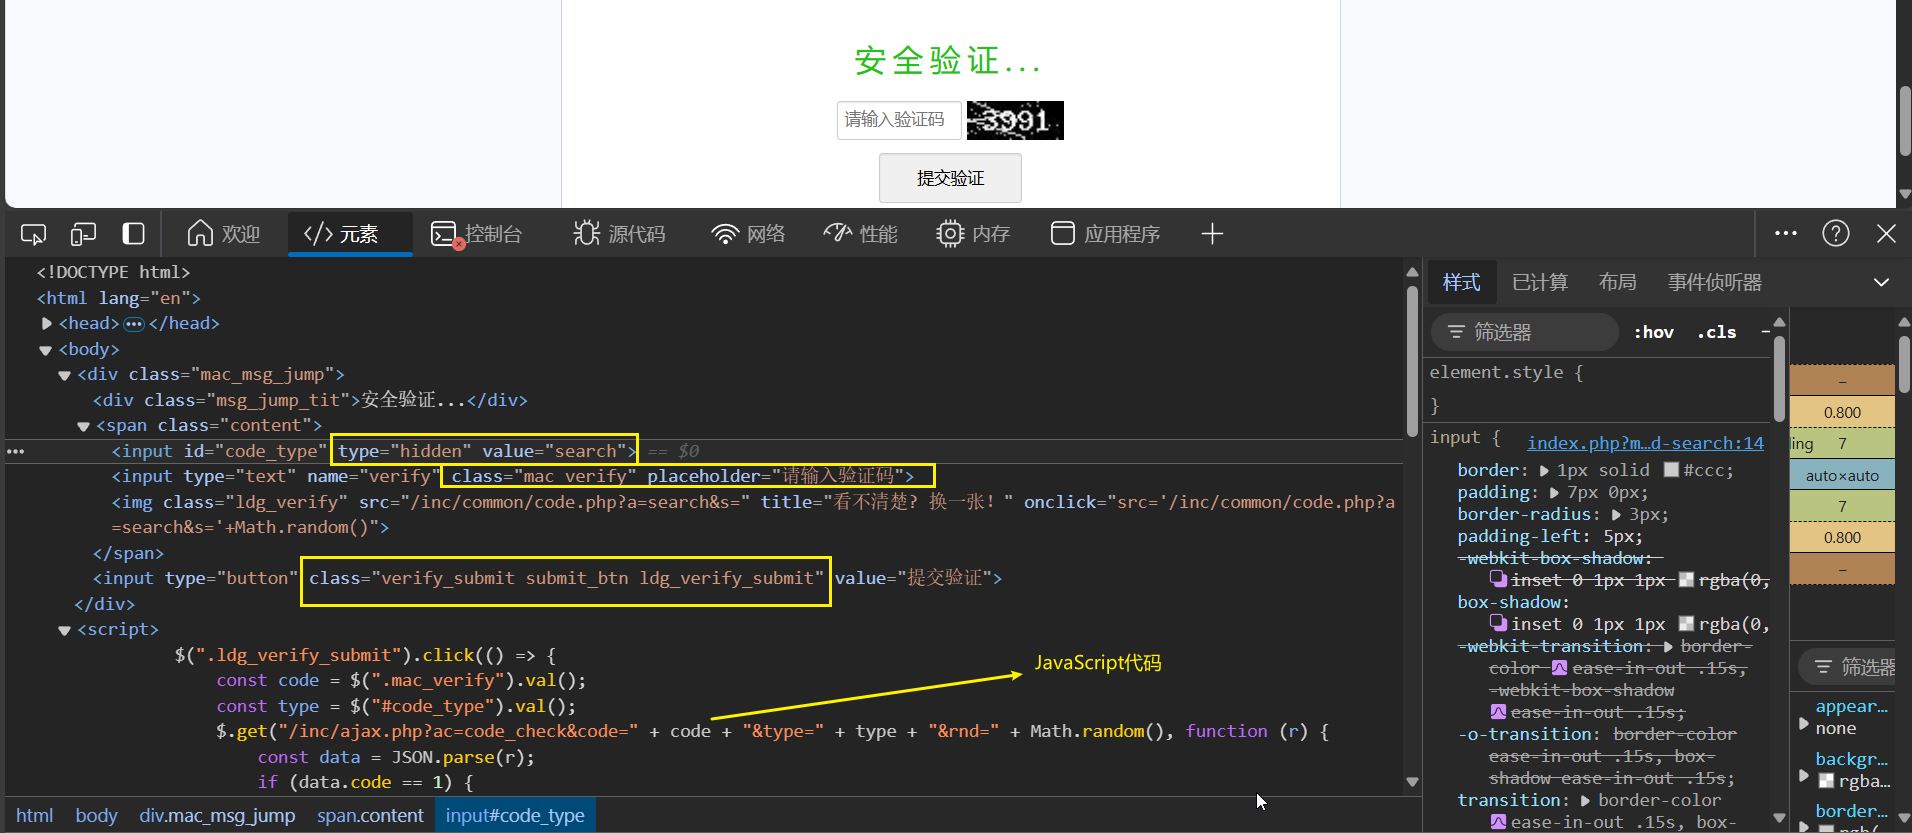 安全验证...
请输入验证码
3991
提交验证
欢迎
</> 元素
控制台
源代码
网络
性能
内存
应用程序
<!DOCTYPE html>
<html lang="en">
<head>•••</head>
<body>
<div class="mac_msg_jump">
<div class="msg_jump_tit">安全验证...</div>
<span class="content">
<input id="code_type" type="hidden" value="search"> == $0
<input type="text" name="verify" class="mac_verify" placeholder="请输入验证码">
<img class="ldg_verify" src="/inc/common/code.php?a=search&s=" title="看不清楚? 换一张! " onclick="src='/inc/common/code.php?a
=search&s='+Math.random()">
</span>
<input type="button" class="verify_submit submit_btn ldg_verify_submit" value="提交验证">
</div>
<script>
$(".ldg_verify_submit").click(() => {
const code = $(".mac_verify").val();
const type = $("#code_type").val();
$.get("/inc/ajax.php?ac=code_check&code=" + code + "&type=" + type + "&rnd=" + Math.random(), function (r) {
const data = JSON.parse(r);
if (data.code == 1) {
JavaScript代码
html
body
div.mac_msg_jump
span.content
input#code_type
样式
已计算
布局
事件侦听器
筛选器
:hov
.cls
element.style {
}
input {
index.php?m…d-search:14
border: 1px solid #ccc;
padding: 7px 0px;
border-radius: 3px;
padding-left: 5px;
-webkit-box-shadow:
inset 0 1px 1px rgba(0,
box-shadow:
inset 0 1px 1px rgba(0,
-webkit-transition: border-
color ease-in-out .15s,
-webkit-box-shadow
ease-in-out .15s;
-o-transition: border-color
ease-in-out .15s, box-
shadow ease-in-out .15s;
transition: border-color
ease-in-out .15s, box-
–
0.800
ding 7
auto×auto
7
0.800
–
筛选器
appear…
none
backgr…
rgba…
border…